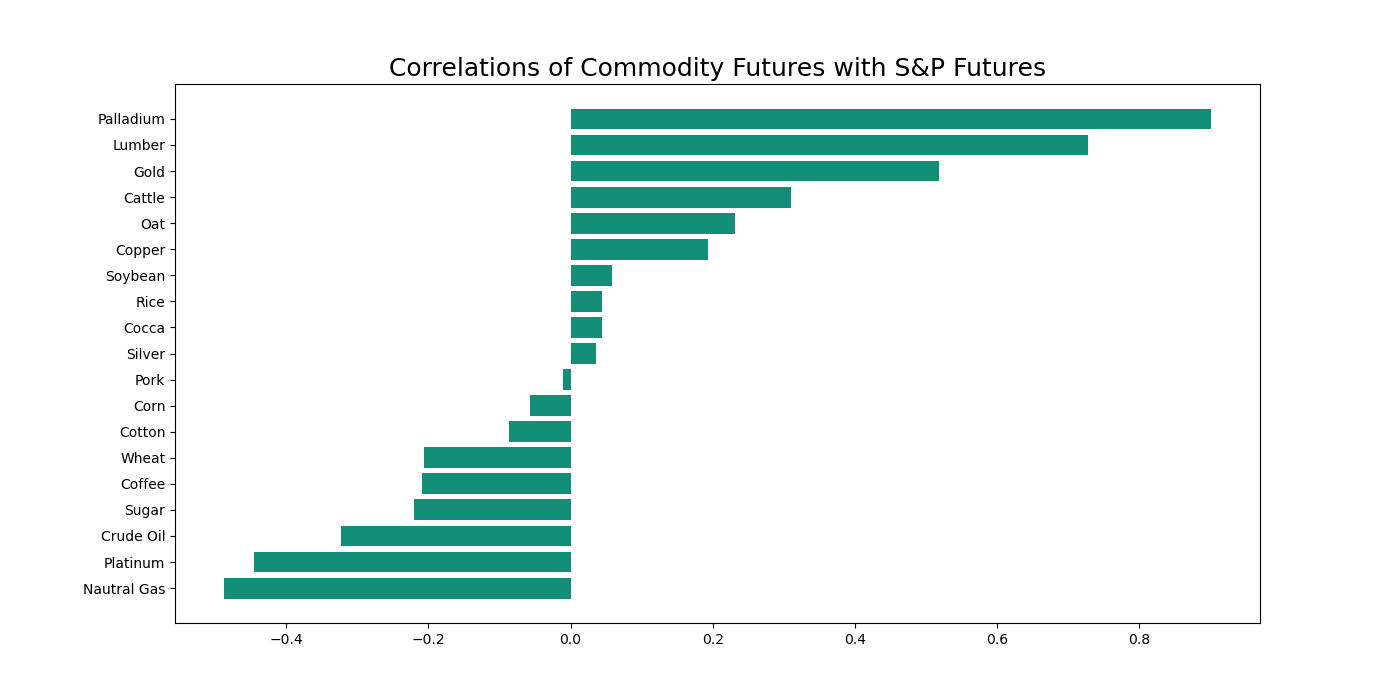 Correlations of Commodity Futures with S&P Futures
Palladium
Lumber
Gold
Cattle
Oat
Copper
Soybean
Rice
Cocca
Silver
Pork
Corn
Cotton
Wheat
Coffee
Sugar
Crude Oil
Platinum
Nautral Gas
−0.4 −0.2 0.0 0.2 0.4 0.6 0.8